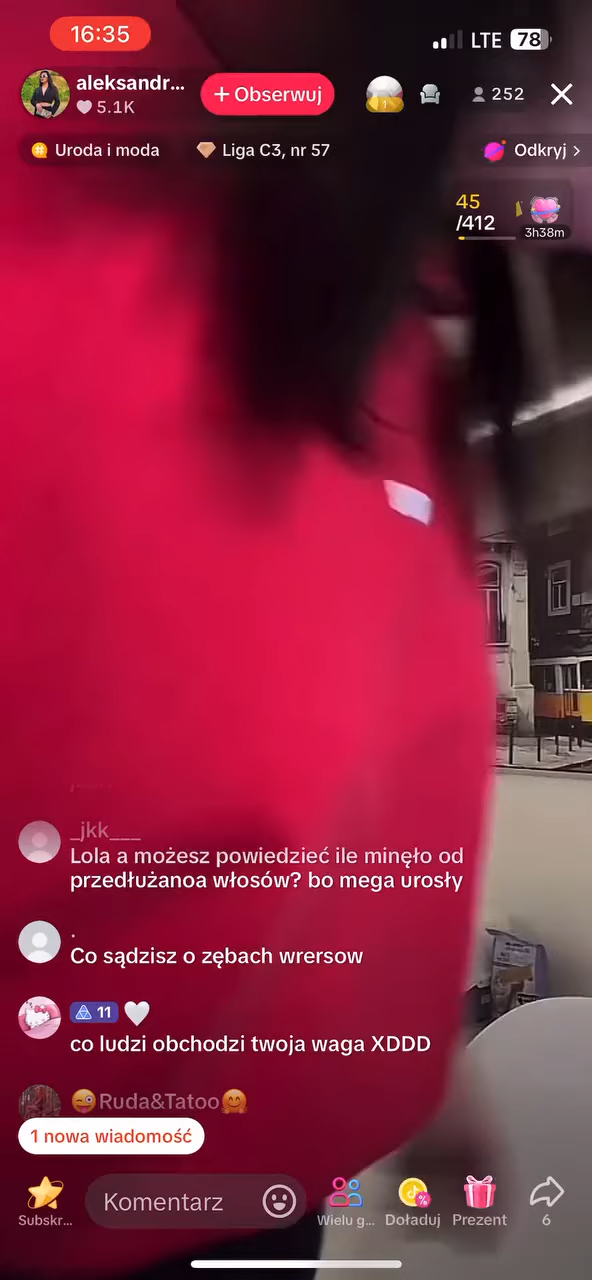 16:35
LTE 78
aleksandr...
5.1K
+ Obserwuj
1
252
Uroda i moda
Liga C3, nr 57
Odkryj >
45
/412
3h38m
_jkk___
Lola a możesz powiedzieć ile minęło od
przedłużanoa włosów? bo mega urosły
.
Co sądzisz o zębach wrersow
11
co ludzi obchodzi twoja waga XDDD
Ruda&Tatoo
1 nowa wiadomość
Subskr...
Komentarz
Wielu g...
Doładuj
Prezent
6